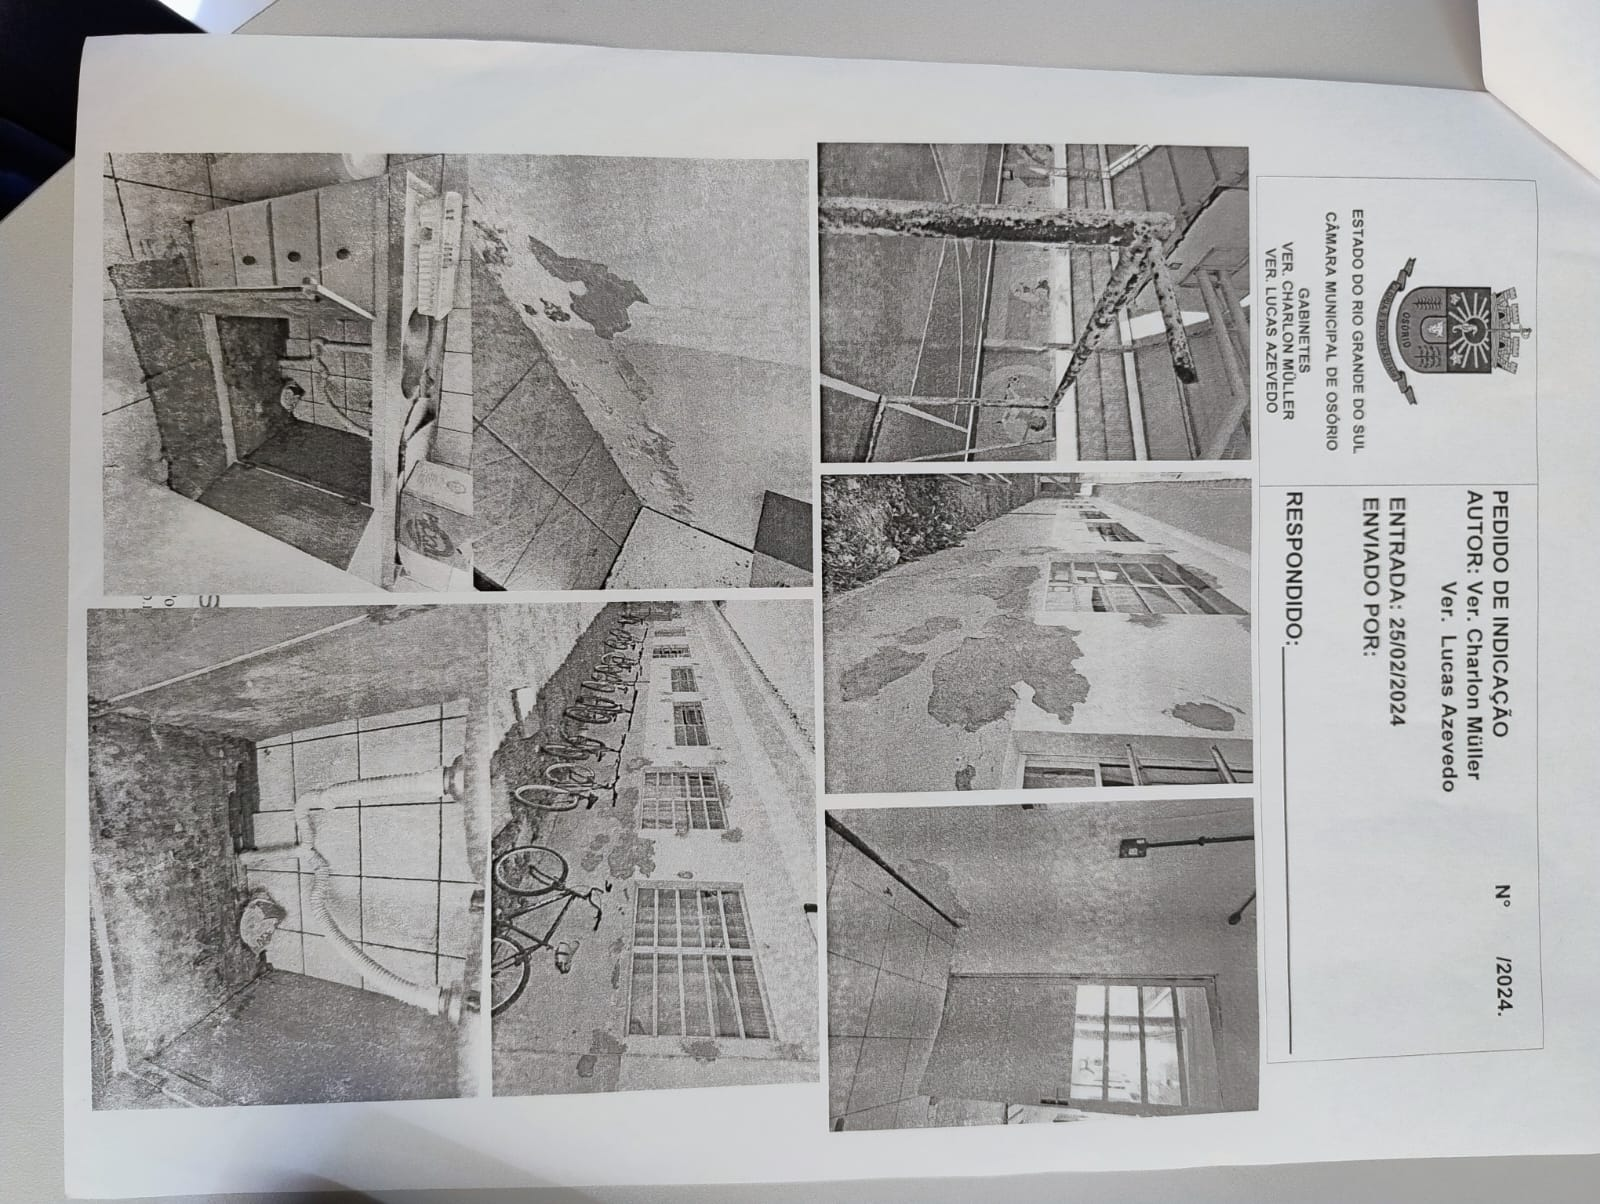 OSÓRIO
ESTADO DO RIO GRANDE DO SUL
CÂMARA MUNICIPAL DE OSÓRIO
GABINETES
VER. CHARLON MÜLLER
VER. LUCAS AZEVEDO
PEDIDO DE INDICAÇÃO Nº /2024.
AUTOR: Ver. Charlon Müller
Ver. Lucas Azevedo
ENTRADA: 25/02/2024
ENVIADO POR:
RESPONDIDO: